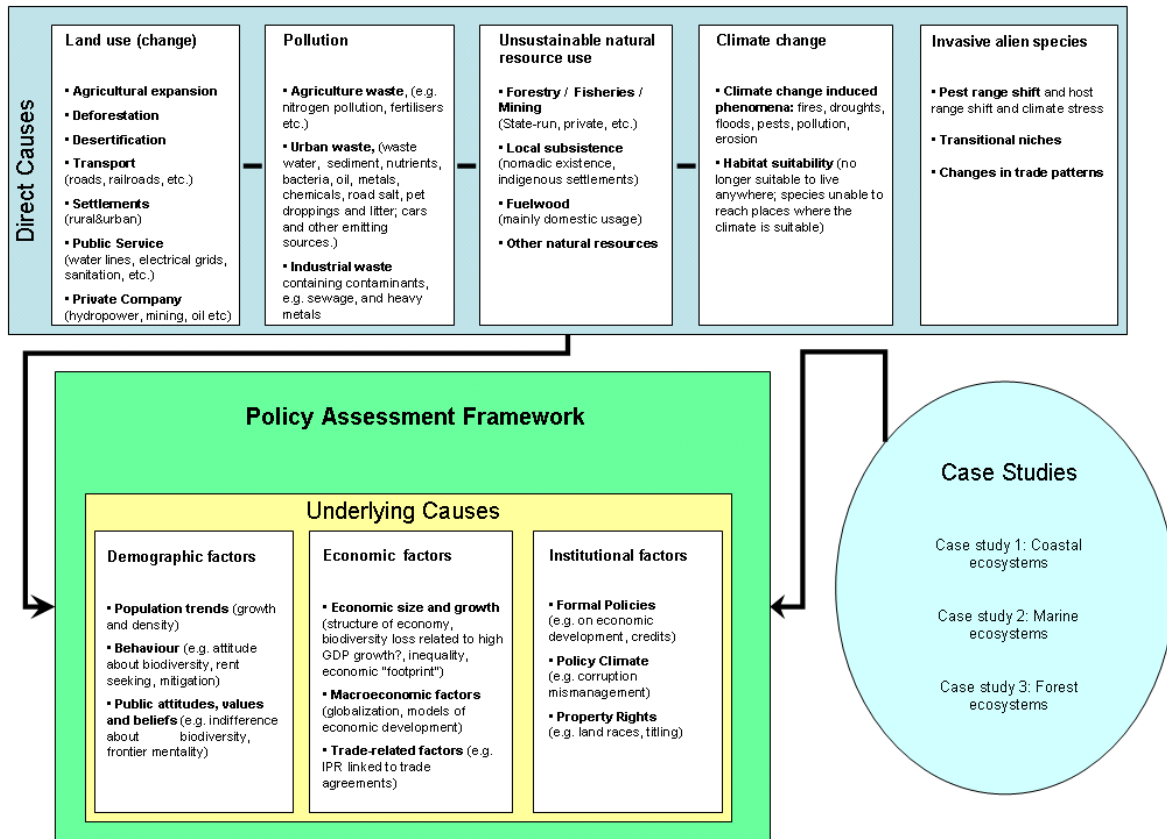 Direct Causes
Land use (change)
• Agricultural expansion
• Deforestation
• Desertification
• Transport
(roads, railroads, etc.)
• Settlements
(rural&urban)
• Public Service
(water lines, electrical grids,
sanitation, etc.)
• Private Company
(hydropower, mining, oil etc)
Pollution
• Agriculture waste, (e.g.
nitrogen pollution, fertilisers
etc.)
• Urban waste, (waste
water, sediment, nutrients,
bacteria, oil, metals,
chemicals, road salt, pet
droppings and litter; cars
and other emitting
sources.)
• Industrial waste
containing contaminants,
e.g. sewage, and heavy
metals
Unsustainable natural
resource use
• Forestry / Fisheries /
Mining
(State-run, private, etc.)
• Local subsistence
(nomadic existence,
indigenous settlements)
• Fuelwood
(mainly domestic usage)
• Other natural resources
Climate change
• Climate change induced
phenomena: fires, droughts,
floods, pests, pollution,
erosion
• Habitat suitability (no
longer suitable to live
anywhere; species unable to
reach places where the
climate is suitable)
Invasive alien species
• Pest range shift and host
range shift and climate stress
• Transitional niches
• Changes in trade patterns
Policy Assessment Framework
Underlying Causes
Demographic factors
• Population trends (growth
and density)
• Behaviour (e.g. attitude
about biodiversity, rent
seeking, mitigation)
• Public attitudes, values
and beliefs (e.g. indifference
about biodiversity,
frontier mentality)
Economic factors
• Economic size and growth
(structure of economy,
biodiversity loss related to high
GDP growth?, inequality,
economic "footprint")
• Macroeconomic factors
(globalization, models of
economic development)
• Trade-related factors (e.g.
IPR linked to trade
agreements)
Institutional factors
• Formal Policies
(e.g. on economic
development, credits)
• Policy Climate
(e.g. corruption
mismanagement)
• Property Rights
(e.g. land races, titling)
Case Studies
Case study 1: Coastal
ecosystems
Case study 2: Marine
ecosystems
Case study 3: Forest
ecosystems